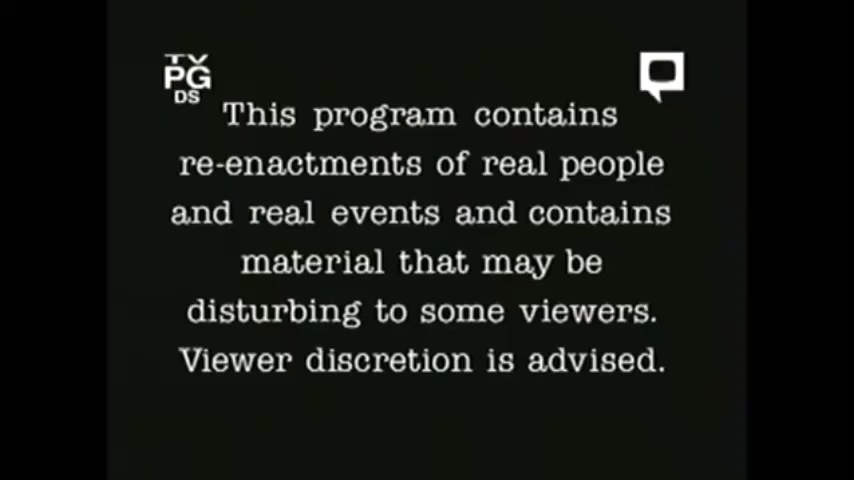 TV
PG
DS
This program contains
re-enactments of real people
and real events and contains
material that may be
disturbing to some viewers.
Viewer discretion is advised.